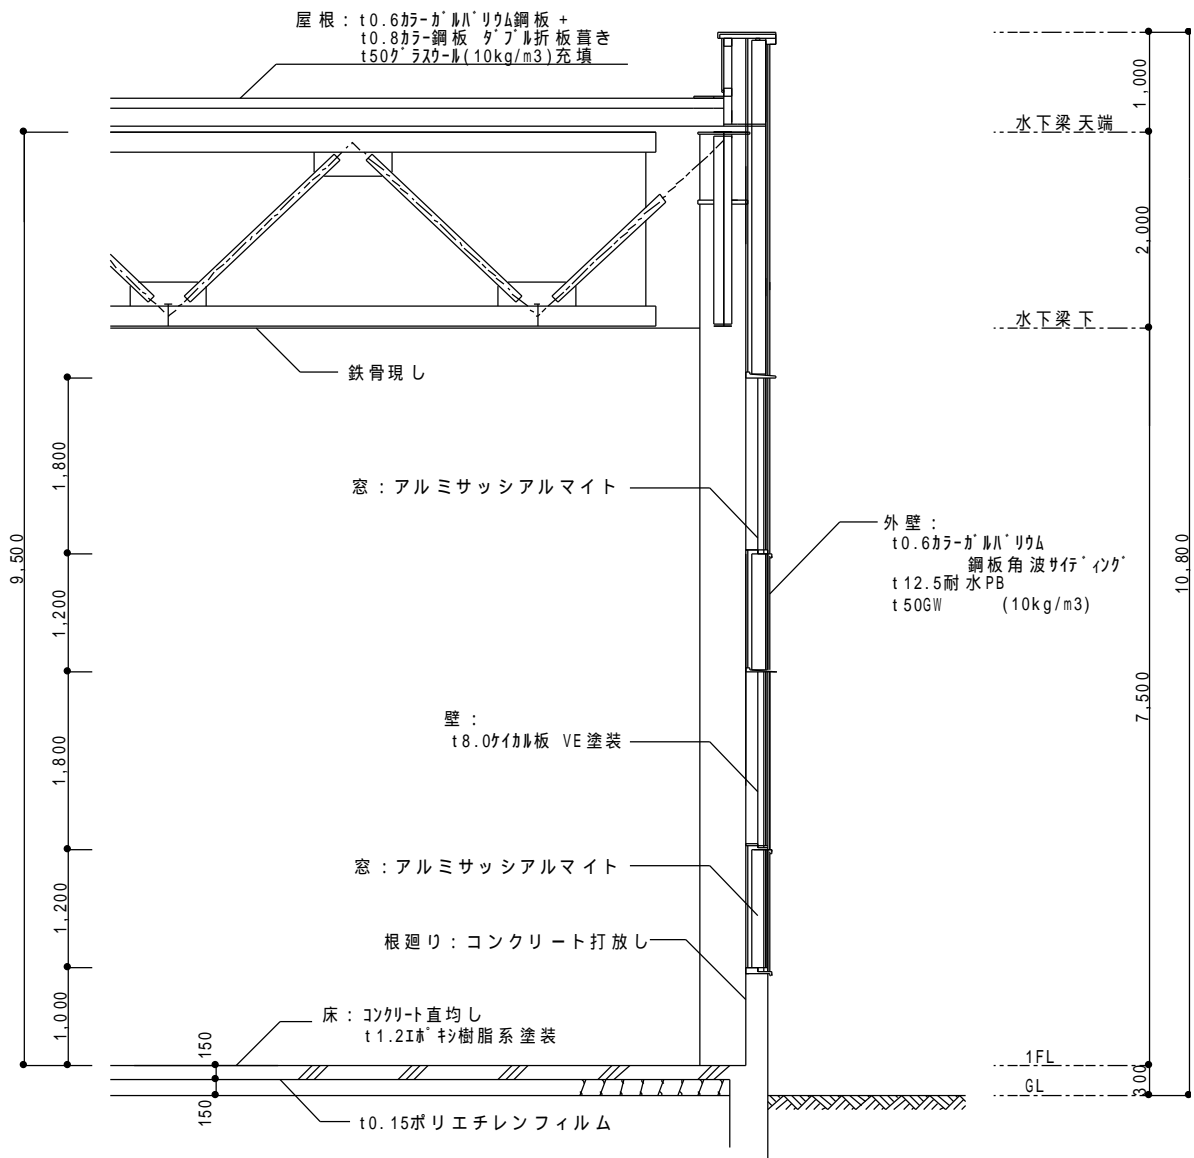 屋根：t0.6ｶﾗｰｶﾞﾙﾊﾞﾘｳﾑ鋼板 +
t0.8ｶﾗｰ鋼板 ﾀﾞﾌﾞﾙ折板葺き
t50ｸﾞﾗｽｳｰﾙ(10kg/m3)充填
1,000
水下梁天端
2,000
水下梁下
鉄骨現し
1,800
窓：アルミサッシアルマイト
外壁：
t0.6ｶﾗｰｶﾞﾙﾊﾞﾘｳﾑ
鋼板角波ｻｲﾃﾞｨﾝｸﾞ
t12.5耐水PB
t50GW (10kg/m3)
9,500
10,800
1,200
7,500
壁：
t8.0ｹｲｶﾙ板 VE塗装
1,800
窓：アルミサッシアルマイト
1,200
根廻り：コンクリート打放し
1,000
床：ｺﾝｸﾘｰﾄ直均し
t1.2ｴﾎﾟｷｼ樹脂系塗装
150
1FL
300
GL
150
t0.15ポリエチレンフィルム